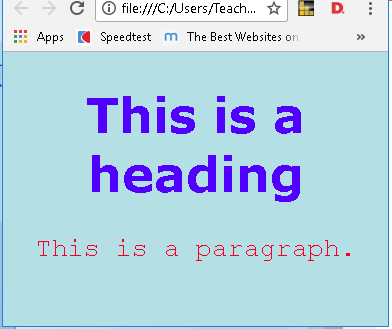 file:///C:/Users/Teach... D.
Apps Speedtest m The Best Websites on »
This is a
heading
This is a paragraph.